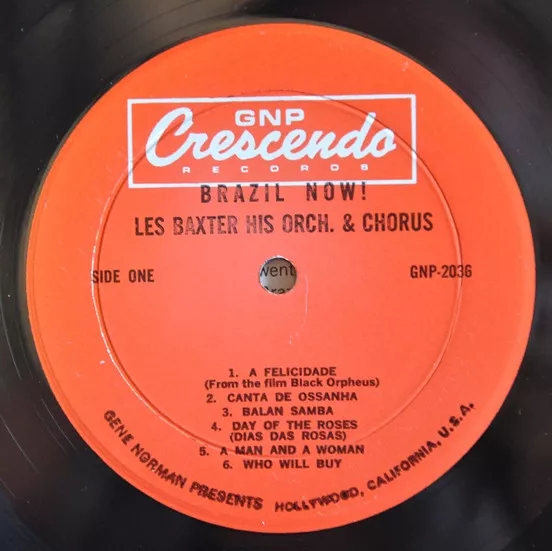 GNP
Crescendo
RECORDS
BRAZIL NOW!
LES BAXTER HIS ORCH. & CHORUS
SIDE ONE
went
GNP-2036
1. A FELICIDADE
(From the film Black Orpheus)
2. CANTA DE OSSANHA
3. BALAN SAMBA
4. DAY OF THE ROSES
(DIAS DAS ROSAS)
5. A MAN AND A WOMAN
6. WHO WILL BUY
GENE NORMAN PRESENTS HOLLYWOOD, CALIFORNIA, U.S.A.